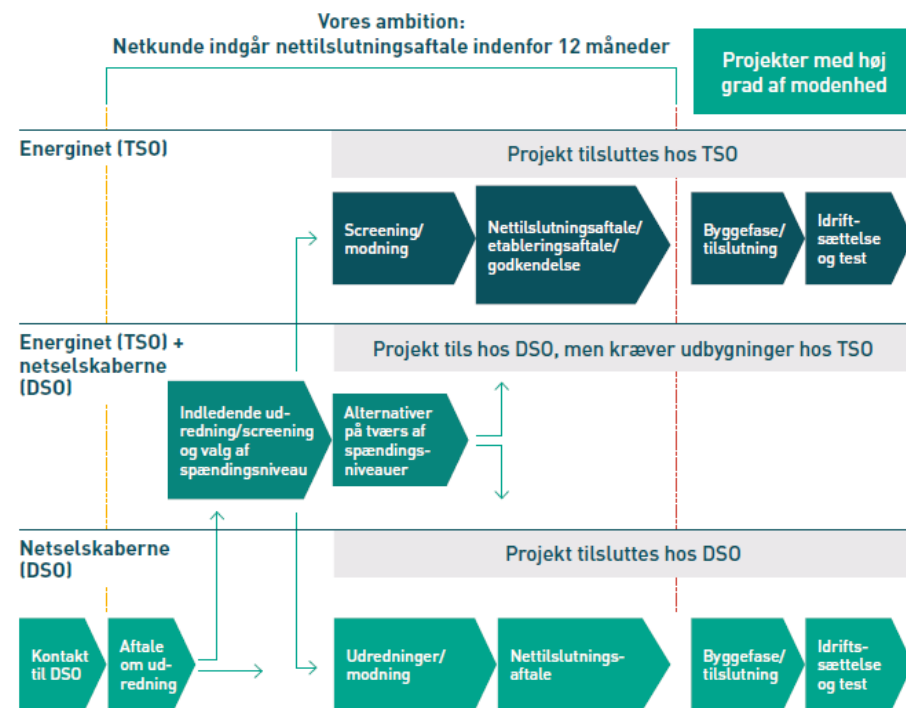 Vores ambition:
Netkunde indgår nettilslutningsaftale indenfor 12 måneder
Projekter med høj
grad af modenhed
Energinet (TSO)
Projekt tilsluttes hos TSO
Screening/
modning
Nettilslutningsaftale/
etableringsaftale/
godkendelse
Byggefase/
tilslutning
Idrift-
sættelse
og test
Energinet (TSO) +
netselskaberne
(DSO)
Projekt tils hos DSO, men kræver udbygninger hos TSO
Indledende ud-
redning/screening
og valg af
spændingsniveau
Alternativer
på tværs af
spændings-
niveauer
Netselskaberne
(DSO)
Projekt tilsluttes hos DSO
Kontakt
til DSO
Aftale
om ud-
redning
Udredninger/
modning
Nettilslutnings-
aftale
Byggefase/
tilslutning
Idrifts-
sættelse
og test